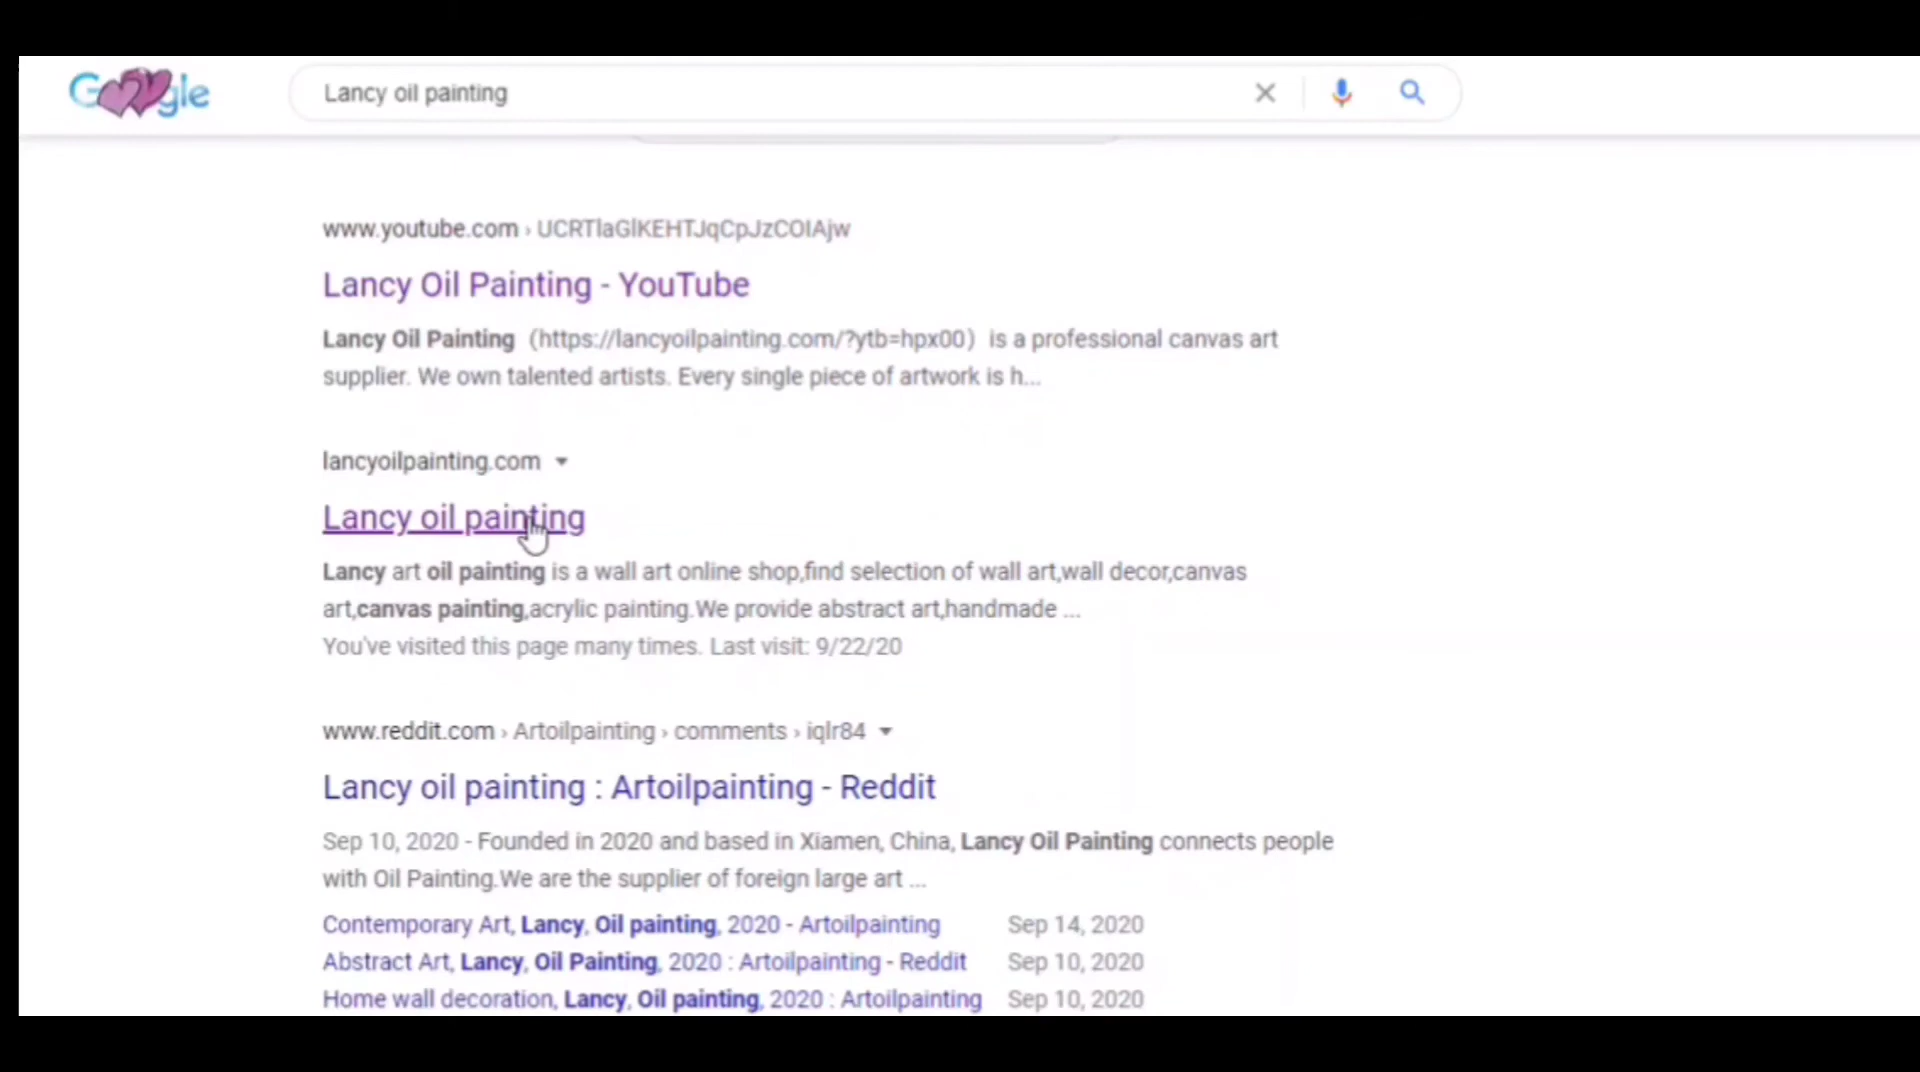 Google
Lancy oil painting
www.youtube.com › UCRTlaGlKEHTJqCpJzCOIAjw
Lancy Oil Painting - YouTube
Lancy Oil Painting （https://lancyoilpainting.com/?ytb=hpx00） is a professional canvas art
supplier. We own talented artists. Every single piece of artwork is h...
lancyoilpainting.com
Lancy oil painting
Lancy art oil painting is a wall art online shop,find selection of wall art,wall decor,canvas
art,canvas painting,acrylic painting.We provide abstract art,handmade ...
You've visited this page many times. Last visit: 9/22/20
www.reddit.com › Artoilpainting › comments › iqlr84
Lancy oil painting : Artoilpainting - Reddit
Sep 10, 2020 - Founded in 2020 and based in Xiamen, China, Lancy Oil Painting connects people
with Oil Painting.We are the supplier of foreign large art ...
Contemporary Art, Lancy, Oil painting, 2020 - Artoilpainting Sep 14, 2020
Abstract Art, Lancy, Oil Painting, 2020 : Artoilpainting - Reddit Sep 10, 2020
Home wall decoration, Lancy, Oil painting, 2020 : Artoilpainting Sep 10, 2020